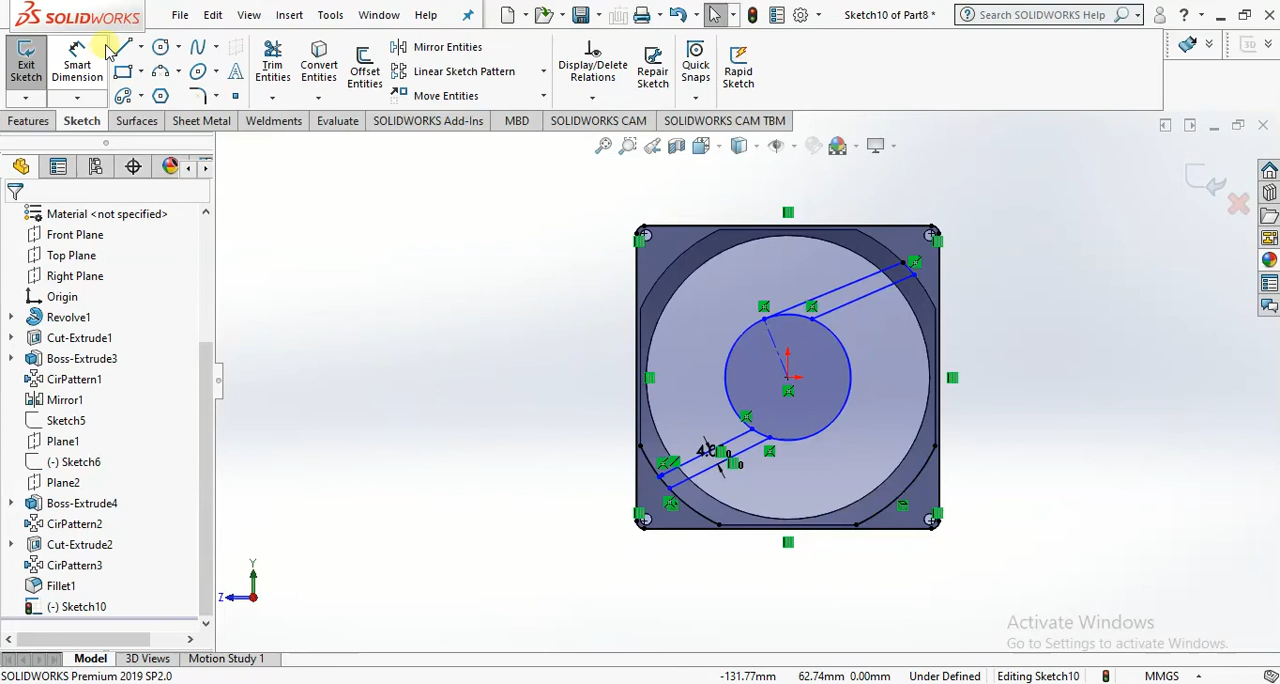 SOLIDWORKS File Edit View Insert Tools Window Help Sketch10 of Part8 * Search SOLIDWORKS Help ?
Exit Sketch Smart Dimension Trim Entities Convert Entities Offset Entities Mirror Entities Linear Sketch Pattern Move Entities Display/Delete Relations Repair Sketch Quick Snaps Rapid Sketch
Features Sketch Surfaces Sheet Metal Weldments Evaluate SOLIDWORKS Add-Ins MBD SOLIDWORKS CAM SOLIDWORKS CAM TBM
Material <not specified>
Front Plane
Top Plane
Right Plane
Origin
Revolve1
Cut-Extrude1
Boss-Extrude3
CirPattern1
Mirror1
Sketch5
Plane1
(-) Sketch6
Plane2
Boss-Extrude4
CirPattern2
Cut-Extrude2
CirPattern3
Fillet1
(-) Sketch10
Y
Z
Activate Windows
Go to Settings to activate Windows.
Model 3D Views Motion Study 1
SOLIDWORKS Premium 2019 SP2.0 -131.77mm 62.74mm 0.00mm Under Defined Editing Sketch10 MMGS